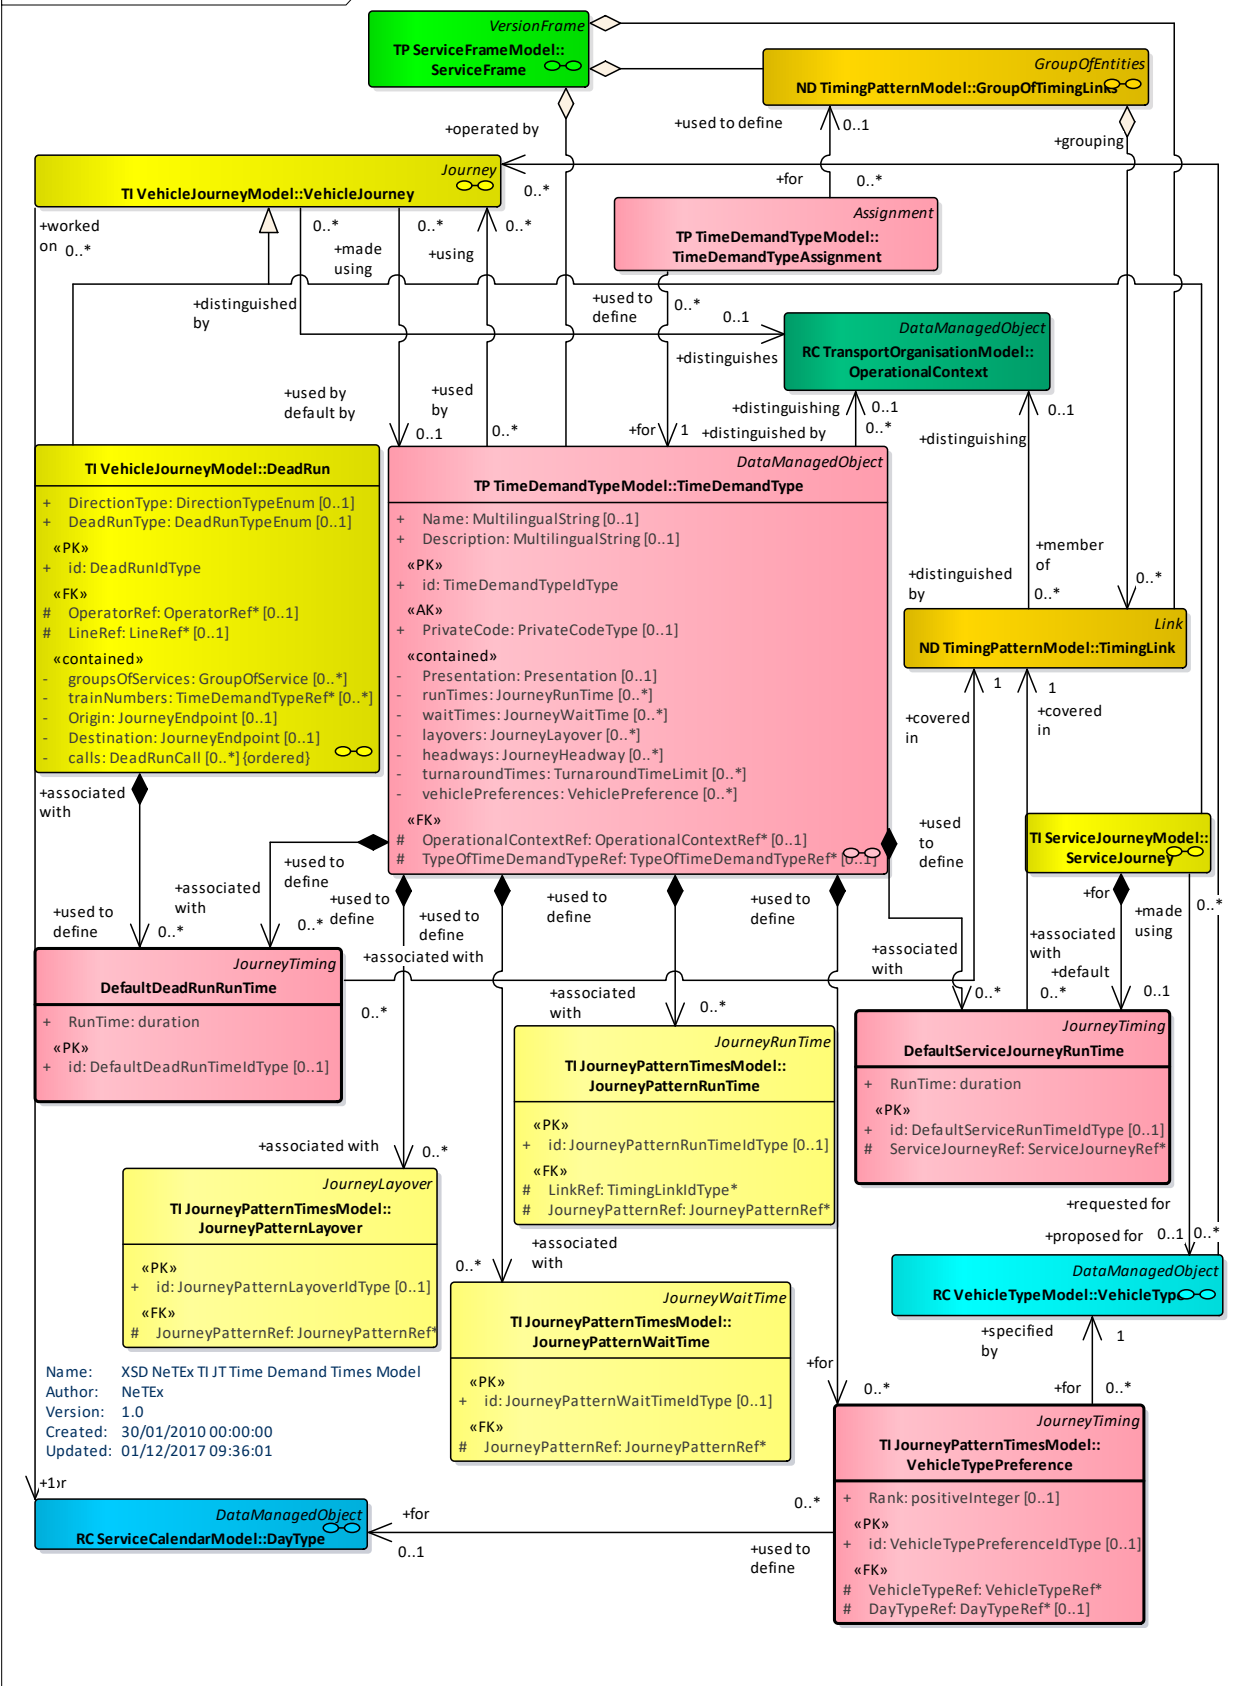 VersionFrame
TP ServiceFrameModel::
ServiceFrame
GroupOfEntities
ND TimingPatternModel::GroupOfTimingLinks
+operated by
+used to define
0..1
+grouping
Journey
TI VehicleJourneyModel::VehicleJourney
0..*
+for
0..*
Assignment
TP TimeDemandTypeModel::
TimeDemandTypeAssignment
+worked
on
0..*
0..*
+made
using
0..*
+using
0..*
+distinguished
by
+used to
define
0..*
0..1
+distinguishes
DataManagedObject
RC TransportOrganisationModel::
OperationalContext
+used by
default by
0..1
+used
by
0..*
+for
1
+distinguishing
0..1
+distinguished by
0..*
0..1
+distinguishing
TI VehicleJourneyModel::DeadRun
+ DirectionType: DirectionTypeEnum [0..1]
+ DeadRunType: DeadRunTypeEnum [0..1]
«PK»
+ id: DeadRunIdType
«FK»
# OperatorRef: OperatorRef* [0..1]
# LineRef: LineRef* [0..1]
«contained»
- groupsOfServices: GroupOfService [0..*]
- trainNumbers: TimeDemandTypeRef* [0..*]
- Origin: JourneyEndpoint [0..1]
- Destination: JourneyEndpoint [0..1]
- calls: DeadRunCall [0..*] {ordered}
DataManagedObject
TP TimeDemandTypeModel::TimeDemandType
+ Name: MultilingualString [0..1]
+ Description: MultilingualString [0..1]
«PK»
+ id: TimeDemandTypeIdType
«AK»
+ PrivateCode: PrivateCodeType [0..1]
«contained»
- Presentation: Presentation [0..1]
- runTimes: JourneyRunTime [0..*]
- waitTimes: JourneyWaitTime [0..*]
- layovers: JourneyLayover [0..*]
- headways: JourneyHeadway [0..*]
- turnaroundTimes: TurnaroundTimeLimit [0..*]
- vehiclePreferences: VehiclePreference [0..*]
«FK»
# OperationalContextRef: OperationalContextRef* [0..1]
# TypeOfTimeDemandTypeRef: TypeOfTimeDemandTypeRef* [0..1]
+member
of
0..*
+distinguished
by
0..*
Link
ND TimingPatternModel::TimingLink
1
1
+covered
in
+covered
in
+associated
with
+used to
define
+associated
with
+used to
define
0..*
0..*
+used to
define
+used to
define
+used to
define
+used to
define
+used
to
define
TI ServiceJourneyModel::
ServiceJourney
+for
0..*
+made
using
+associated
with
+associated
with
+default
0..*
0..*
0..1
+associated with
JourneyTiming
DefaultDeadRunRunTime
+ RunTime: duration
«PK»
+ id: DefaultDeadRunTimeIdType [0..1]
0..*
+associated
with
0..*
JourneyRunTime
TI JourneyPatternTimesModel::
JourneyPatternRunTime
«PK»
+ id: JourneyPatternRunTimeIdType [0..1]
«FK»
# LinkRef: TimingLinkIdType*
# JourneyPatternRef: JourneyPatternRef*
JourneyTiming
DefaultServiceJourneyRunTime
+ RunTime: duration
«PK»
+ id: DefaultServiceRunTimeIdType [0..1]
# ServiceJourneyRef: ServiceJourneyRef*
+associated with
0..*
JourneyLayover
TI JourneyPatternTimesModel::
JourneyPatternLayover
«PK»
+ id: JourneyPatternLayoverIdType [0..1]
«FK»
# JourneyPatternRef: JourneyPatternRef*
+requested for
+proposed for
0..1
0..*
+associated
with
0..*
JourneyWaitTime
TI JourneyPatternTimesModel::
JourneyPatternWaitTime
«PK»
+ id: JourneyPatternWaitTimeIdType [0..1]
«FK»
# JourneyPatternRef: JourneyPatternRef*
DataManagedObject
RC VehicleTypeModel::VehicleType
+specified
by
1
+for
0..*
+for
0..*
Name: XSD NeTEx TI JT Time Demand Times Model
Author: NeTEx
Version: 1.0
Created: 30/01/2010 00:00:00
Updated: 01/12/2017 09:36:01
JourneyTiming
TI JourneyPatternTimesModel::
VehicleTypePreference
+ Rank: positiveInteger [0..1]
«PK»
+ id: VehicleTypePreferenceIdType [0..1]
«FK»
# VehicleTypeRef: VehicleTypeRef*
# DayTypeRef: DayTypeRef* [0..1]
DataManagedObject
RC ServiceCalendarModel::DayType
+for
0..1
0..*
+used to
define